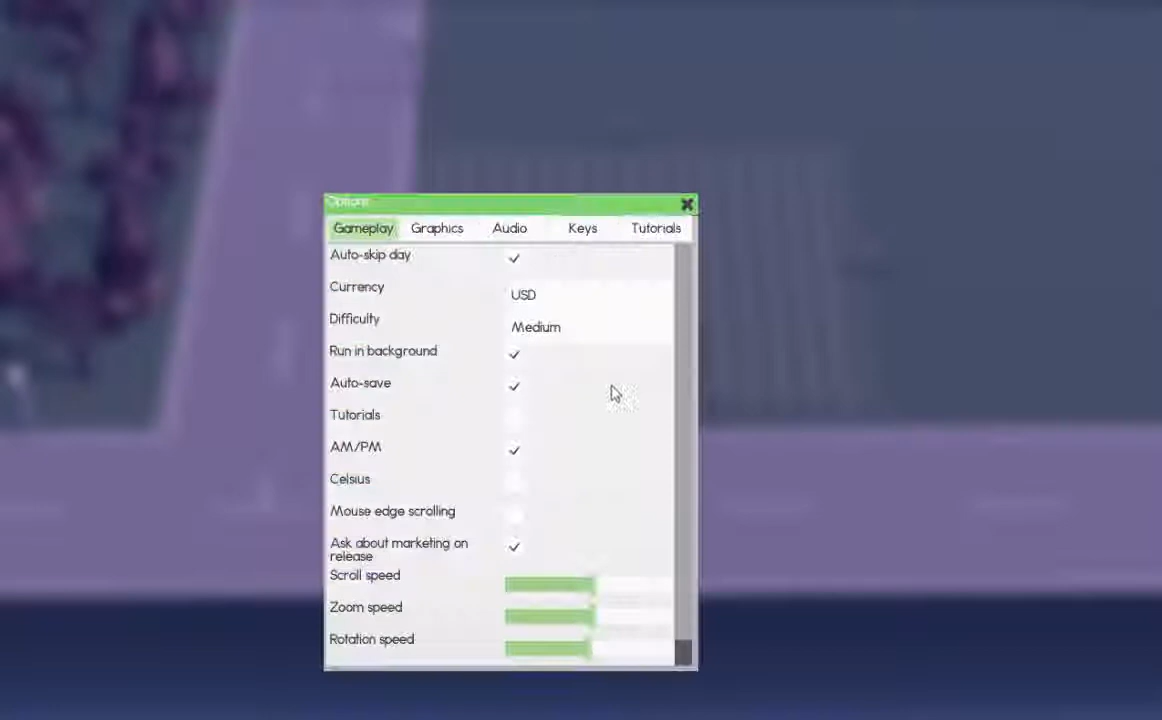 Options
Gameplay Graphics Audio Keys Tutorials
Auto-skip day
Currency USD
Difficulty Medium
Run in background
Auto-save
Tutorials
AM/PM
Celsius
Mouse edge scrolling
Ask about marketing on
release
Scroll speed
Zoom speed
Rotation speed